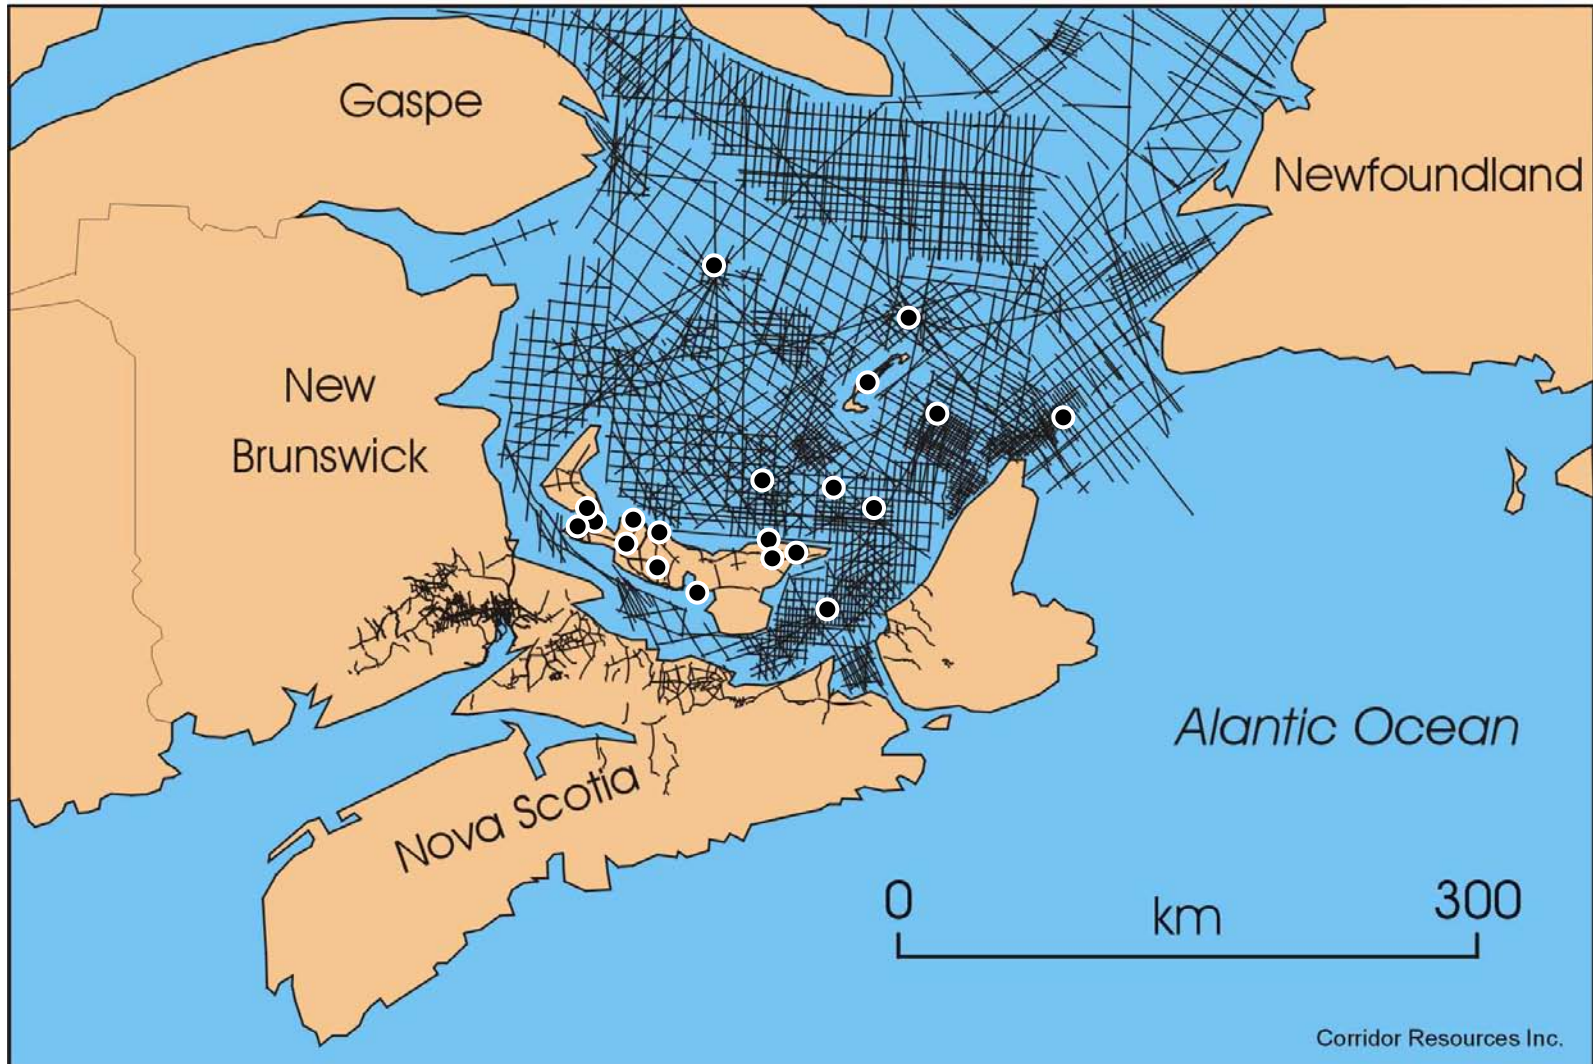 Gaspe
Newfoundland
New
Brunswick
Alantic Ocean
Nova Scotia
0 300
km
Corridor Resources Inc.